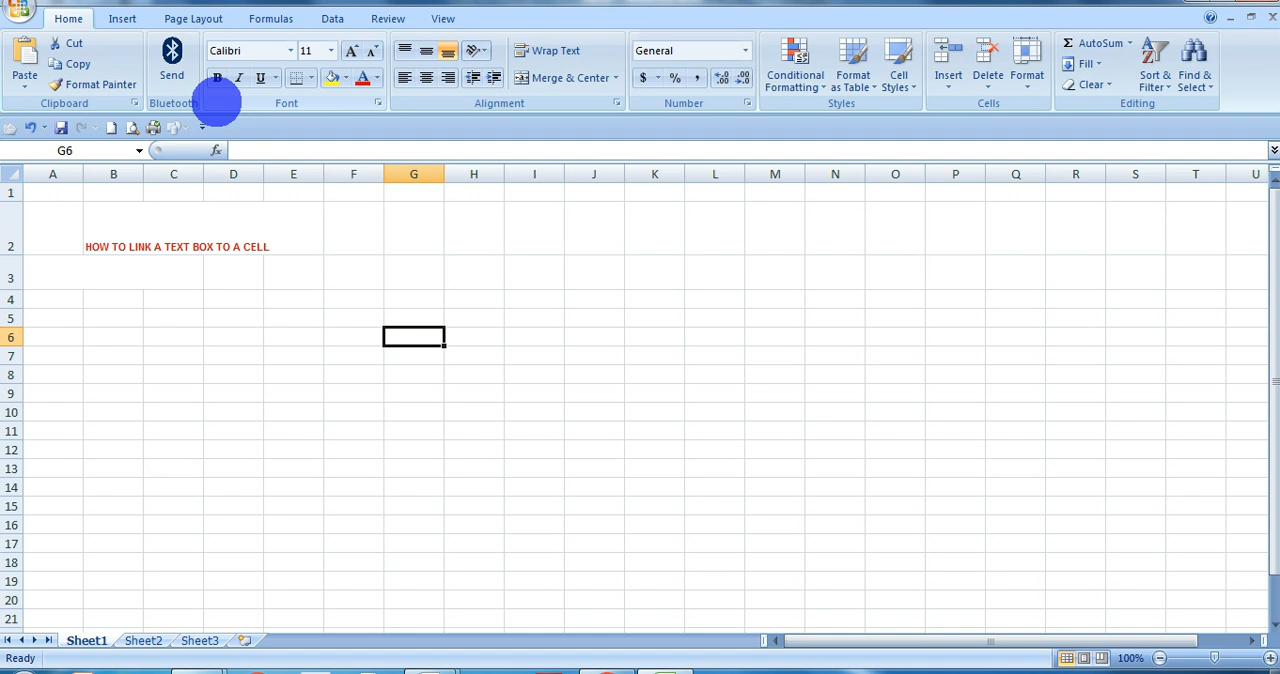 Home Insert Page Layout Formulas Data Review View
Cut Calibri 11 Wrap Text General AutoSum
Paste Copy Send Conditional Format Cell Insert Delete Format Fill Sort & Find &
Format Painter B I U Merge & Center $ % , Formatting as Table Styles Clear Filter Select
Clipboard Bluetooth Font Alignment Number Styles Cells Editing
G6 fx
A B C D E F G H I J K L M N O P Q R S T U
1
2 HOW TO LINK A TEXT BOX TO A CELL
3
4
5
6
7
8
9
10
11
12
13
14
15
16
17
18
19
20
21
Sheet1 Sheet2 Sheet3
Ready 100%